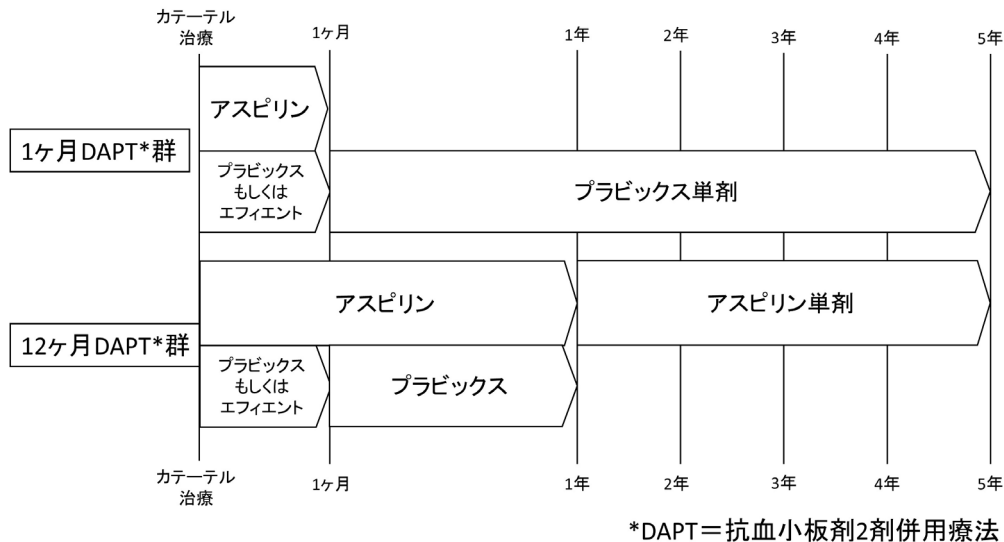 カテーテル
治療
1ヶ月
1年
2年
3年
4年
5年
アスピリン
1ヶ月DAPT*群
プラビックス
もしくは
エフィエント
プラビックス単剤
アスピリン
アスピリン単剤
12ヶ月DAPT*群
プラビックス
もしくは
エフィエント
プラビックス
カテーテル
治療
1ヶ月
1年
2年
3年
4年
5年
*DAPT＝抗血小板剤2剤併用療法